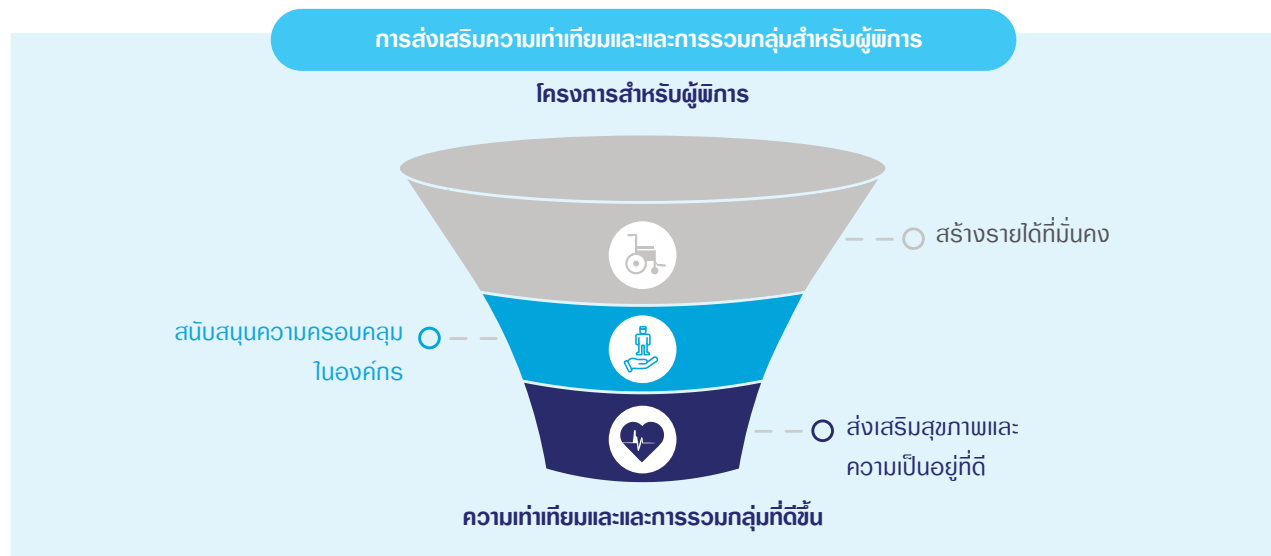 การส่งเสริมความเท่าเทียมและและการรวมกลุ่มสำหรับผู้พิการ
โครงการสำหรับผู้พิการ
สร้างรายได้ที่มั่นคง
สนับสนุนความครอบคลุม
ในองค์กร
ส่งเสริมสุขภาพและ
ความเป็นอยู่ที่ดี
ความเท่าเทียมและและการรวมกลุ่มที่ดีขึ้น